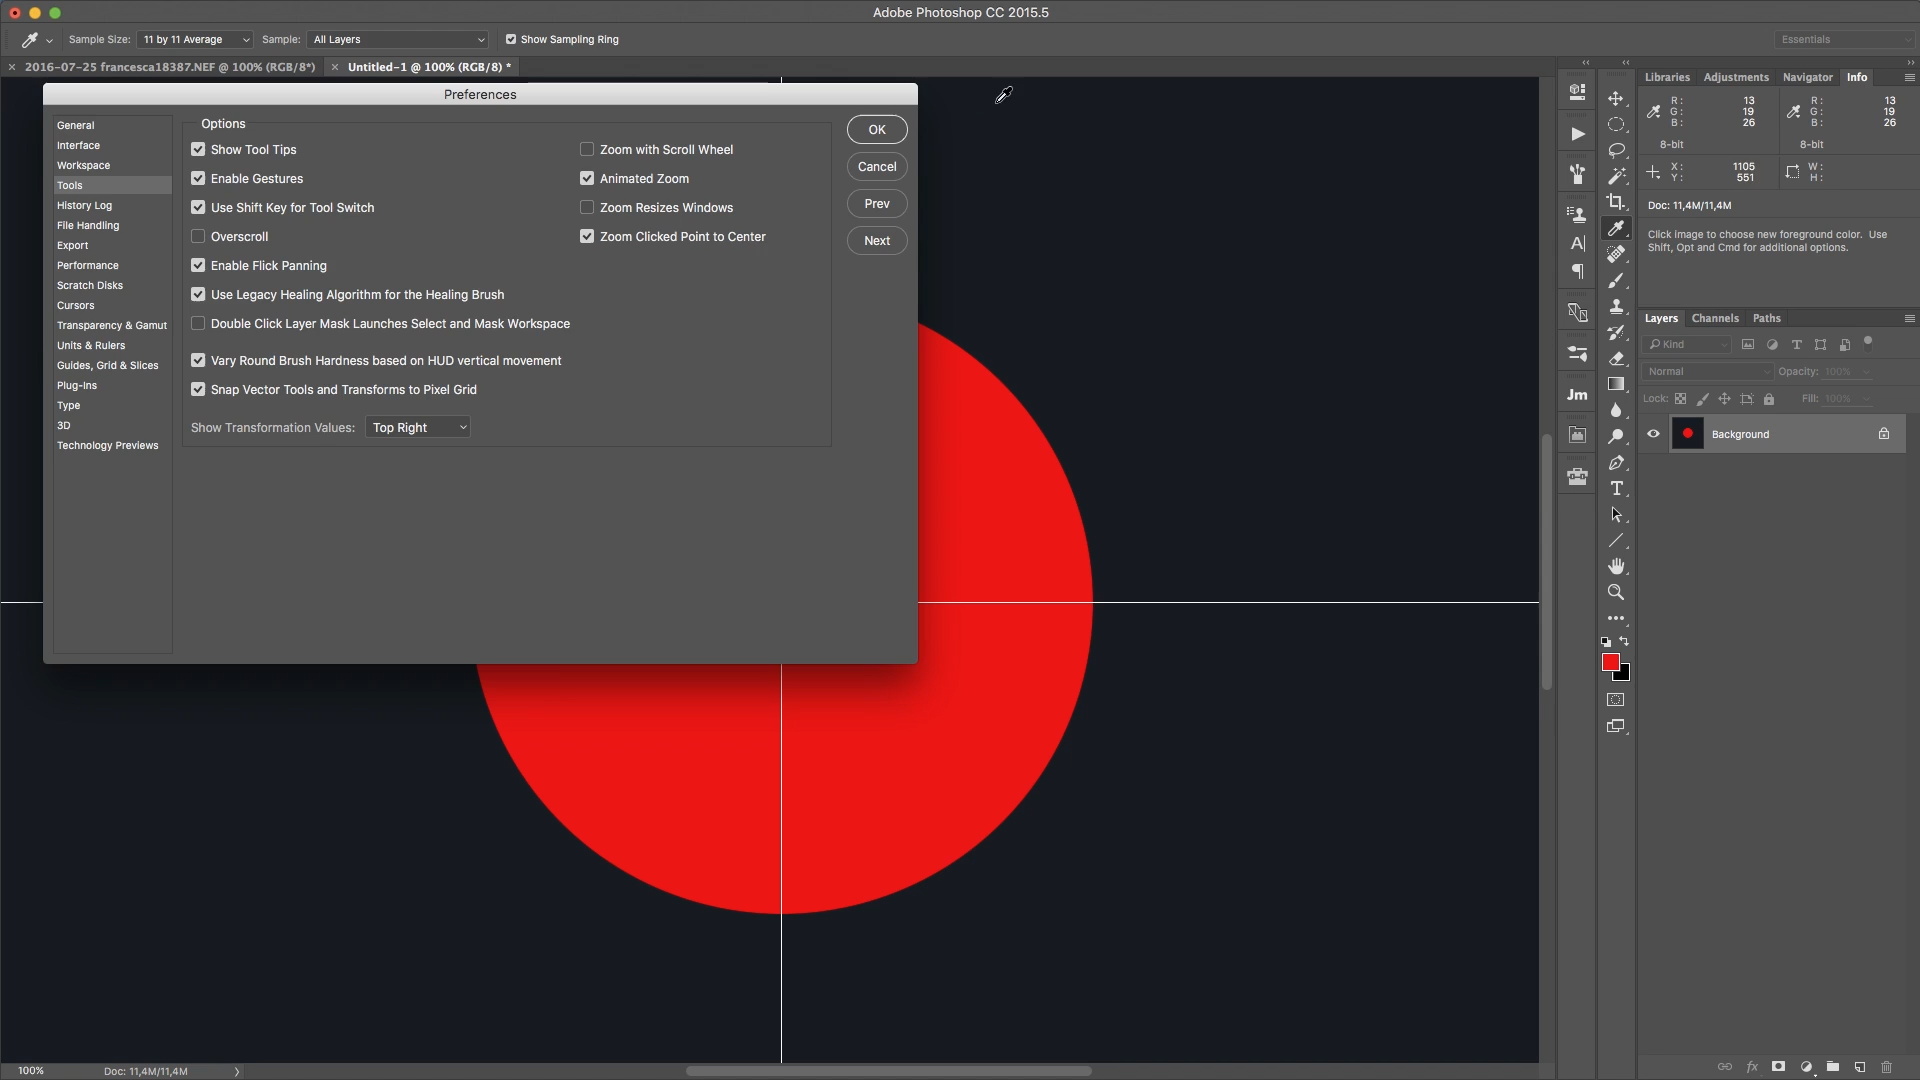 Adobe Photoshop CC 2015.5
Sample Size: 11 by 11 Average Sample: All Layers Show Sampling Ring Essentials
2016-07-25 francesca18387.NEF @ 100% (RGB/8*) Untitled-1 @ 100% (RGB/8) *
Preferences
General
Interface
Workspace
Tools
History Log
File Handling
Export
Performance
Scratch Disks
Cursors
Transparency & Gamut
Units & Rulers
Guides, Grid & Slices
Plug-Ins
Type
3D
Technology Previews
Options
Show Tool Tips
Enable Gestures
Use Shift Key for Tool Switch
Overscroll
Enable Flick Panning
Use Legacy Healing Algorithm for the Healing Brush
Double Click Layer Mask Launches Select and Mask Workspace
Vary Round Brush Hardness based on HUD vertical movement
Snap Vector Tools and Transforms to Pixel Grid
Show Transformation Values: Top Right
Zoom with Scroll Wheel
Animated Zoom
Zoom Resizes Windows
Zoom Clicked Point to Center
OK
Cancel
Prev
Next
Jm
Libraries Adjustments Navigator Info
R: 13 R: 13
G: 19 G: 19
B: 26 B: 26
8-bit 8-bit
X: 1105 W:
Y: 551 H:
Doc: 11,4M/11,4M
Click image to choose new foreground color. Use
Shift, Opt and Cmd for additional options.
Layers Channels Paths
Kind
Normal Opacity: 100%
Lock: Fill: 100%
Background
fx
100% Doc: 11,4M/11,4M